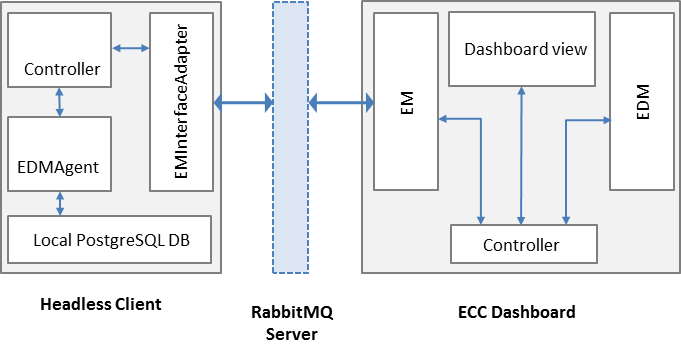 Controller
EMInterfaceAdapter
EDMAgent
Local PostgreSQL DB
Headless Client
RabbitMQ
Server
EM
Dashboard view
EDM
Controller
ECC Dashboard